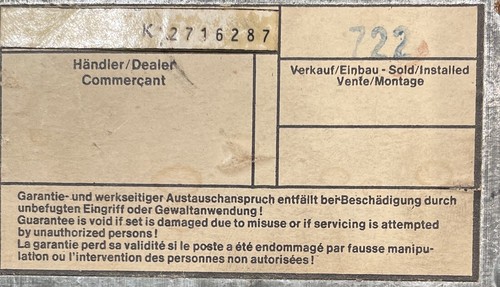 K 2716287
722
Händler/Dealer
Commerçant
Verkauf/Einbau - Sold/Installed
Vente/Montage
Garantie- und werkseitiger Austauschanspruch entfällt bei Beschädigung durch
unbefugten Eingriff oder Gewaltanwendung!
Guarantee is void if set is damaged due to misuse or if servicing is attempted
by unauthorized persons!
La garantie perd sa validité si le poste a été endommagé par fausse manipu-
lation ou l'intervention des personnes non autorisées!